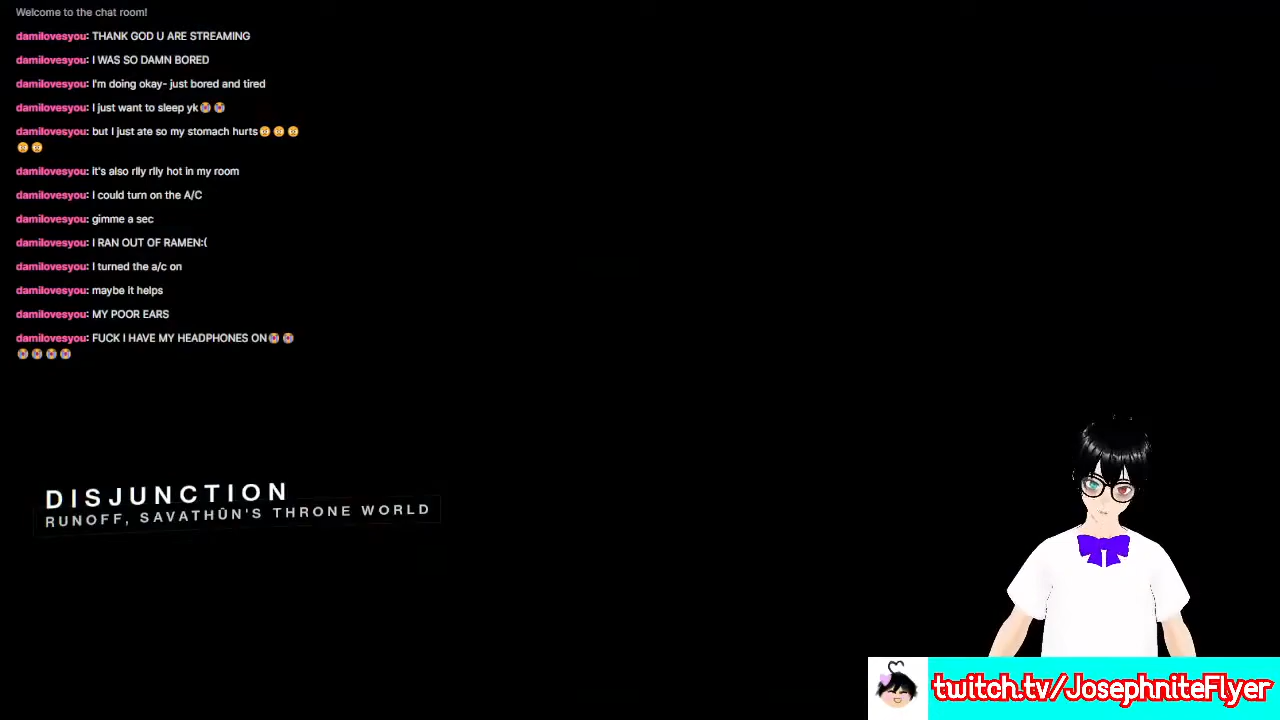 Welcome to the chat room!
damilovesyou: THANK GOD U ARE STREAMING
damilovesyou: I WAS SO DAMN BORED
damilovesyou: I'm doing okay- just bored and tired
damilovesyou: I just want to sleep yk😭😭
damilovesyou: but I just ate so my stomach hurts😳😳😳
😳😳
damilovesyou: it's also rlly rlly hot in my room
damilovesyou: I could turn on the A/C
damilovesyou: gimme a sec
damilovesyou: I RAN OUT OF RAMEN:(
damilovesyou: I turned the a/c on
damilovesyou: maybe it helps
damilovesyou: MY POOR EARS
damilovesyou: FUCK I HAVE MY HEADPHONES ON😭😭
😭😭😭😭
DISJUNCTION
RUNOFF, SAVATHÛN'S THRONE WORLD
twitch.tv/JosephniteFlyer